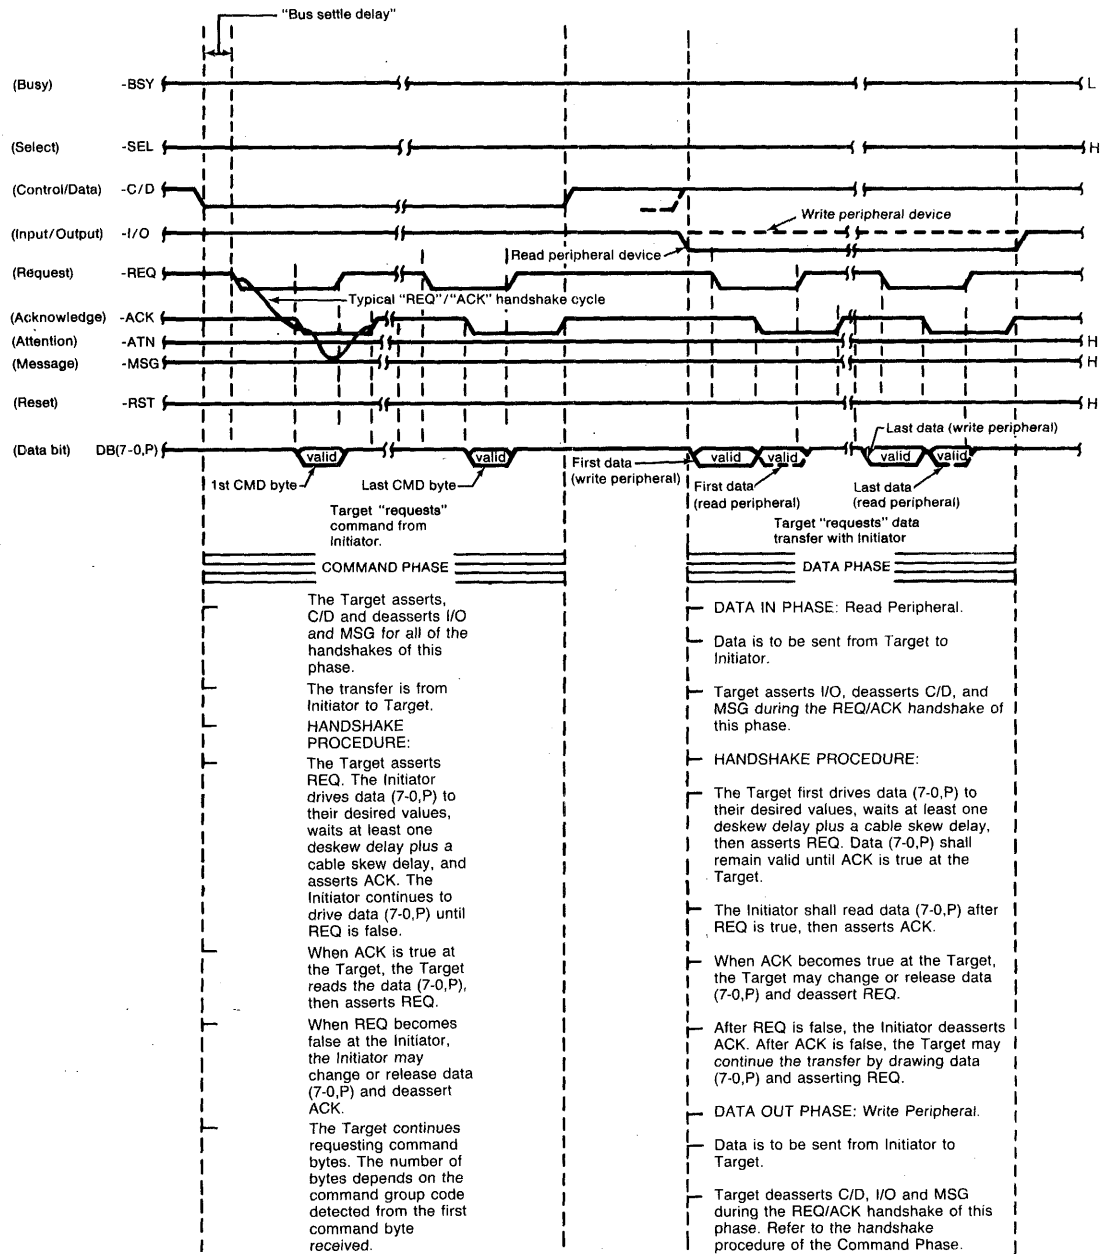 "Bus settle delay"
(Busy) -BSY L
(Select) -SEL H
(Control/Data) -C/D
Write peripheral device
(Input/Output) -I/O
Read peripheral device
(Request) -REQ
Typical "REQ"/"ACK" handshake cycle
(Acknowledge) -ACK
(Attention) -ATN H
(Message) -MSG H
(Reset) -RST H
Last data (write peripheral)
(Data bit) DB(7-0,P) valid valid valid valid valid valid
1st CMD byte
Last CMD byte
First data
(write peripheral)
First data
(read peripheral)
Last data
(read peripheral)
Target "requests"
command from
Initiator.
Target "requests" data
transfer with Initiator
COMMAND PHASE
DATA PHASE
The Target asserts,
C/D and deasserts I/O
and MSG for all of the
handshakes of this
phase.
The transfer is from
Initiator to Target.
HANDSHAKE
PROCEDURE:
The Target asserts
REQ. The Initiator
drives data (7-0,P) to
their desired values,
waits at least one
deskew delay plus a
cable skew delay, and
asserts ACK. The
Initiator continues to
drive data (7-0,P) until
REQ is false.
When ACK is true at
the Target, the Target
reads the data (7-0,P),
then asserts REQ.
When REQ becomes
false at the Initiator,
the Initiator may
change or release data
(7-0,P) and deassert
ACK.
The Target continues
requesting command
bytes. The number of
bytes depends on the
command group code
detected from the first
command byte
received.
DATA IN PHASE: Read Peripheral.
Data is to be sent from Target to
Initiator.
Target asserts I/O, deasserts C/D, and
MSG during the REQ/ACK handshake of
this phase.
HANDSHAKE PROCEDURE:
The Target first drives data (7-0,P) to
their desired values, waits at least one
deskew delay plus a cable skew delay,
then asserts REQ. Data (7-0,P) shall
remain valid until ACK is true at the
Target.
The Initiator shall read data (7-0,P) after
REQ is true, then asserts ACK.
When ACK becomes true at the Target,
the Target may change or release data
(7-0,P) and deassert REQ.
After REQ is false, the Initiator deasserts
ACK. After ACK is false, the Target may
continue the transfer by drawing data
(7-0,P) and asserting REQ.
DATA OUT PHASE: Write Peripheral.
Data is to be sent from Initiator to
Target.
Target deasserts C/D, I/O and MSG
during the REQ/ACK handshake of this
phase. Refer to the handshake
procedure of the Command Phase.